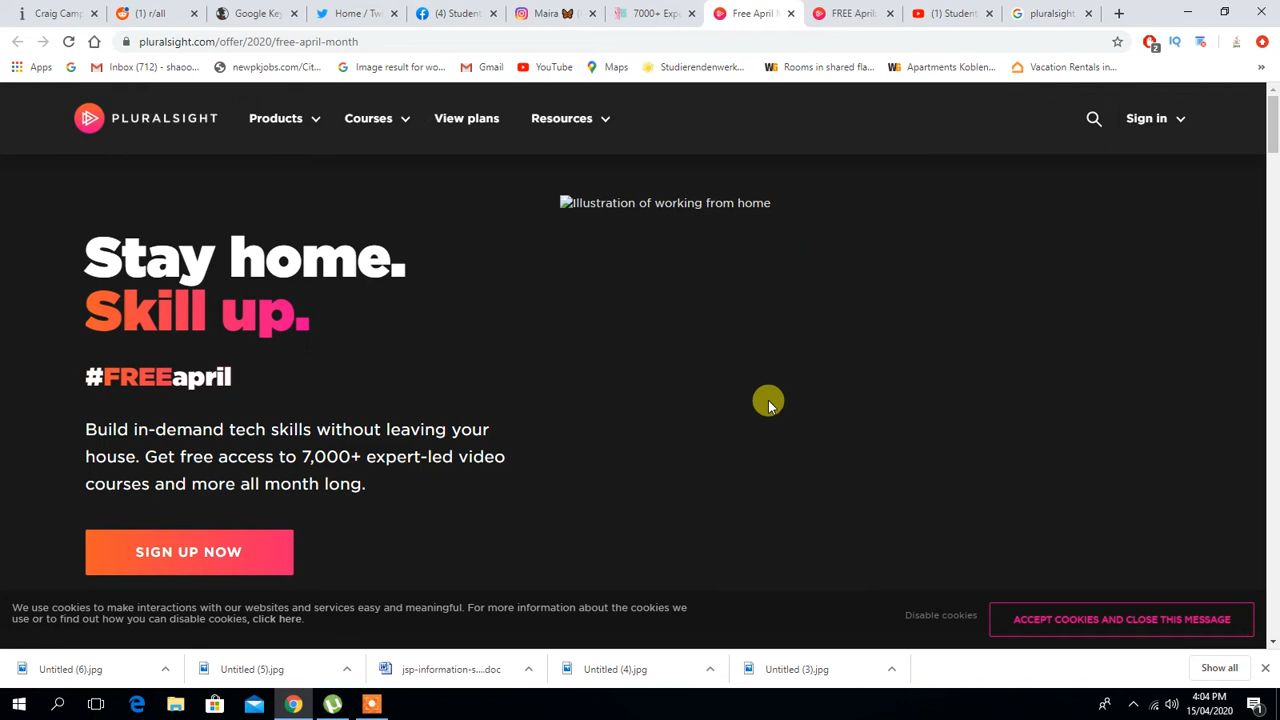 Craig Camp
(1) r/all
Google Key
Home / Tw
(4) Student
Maira
7000+ Exp
Free April M
FREE April
(1) Student
pluralsight
pluralsight.com/offer/2020/free-april-month
2
Apps
Inbox (712) - shaoo...
newpkjobs.com/Cit...
Image result for wo...
Gmail
YouTube
Maps
Studierendenwerk...
Rooms in shared fla...
Apartments Koblen...
Vacation Rentals in...
»
PLURALSIGHT
Products
Courses
View plans
Resources
Sign in
Illustration of working from home
Stay home.
Skill up.
#FREEapril
Build in-demand tech skills without leaving your
house. Get free access to 7,000+ expert-led video
courses and more all month long.
SIGN UP NOW
We use cookies to make interactions with our websites and services easy and meaningful. For more information about the cookies we
use or to find out how you can disable cookies, click here.
Disable cookies
ACCEPT COOKIES AND CLOSE THIS MESSAGE
Untitled (6).jpg
Untitled (5).jpg
jsp-information-s....doc
Untitled (4).jpg
Untitled (3).jpg
Show all
4:04 PM
15/04/2020
1